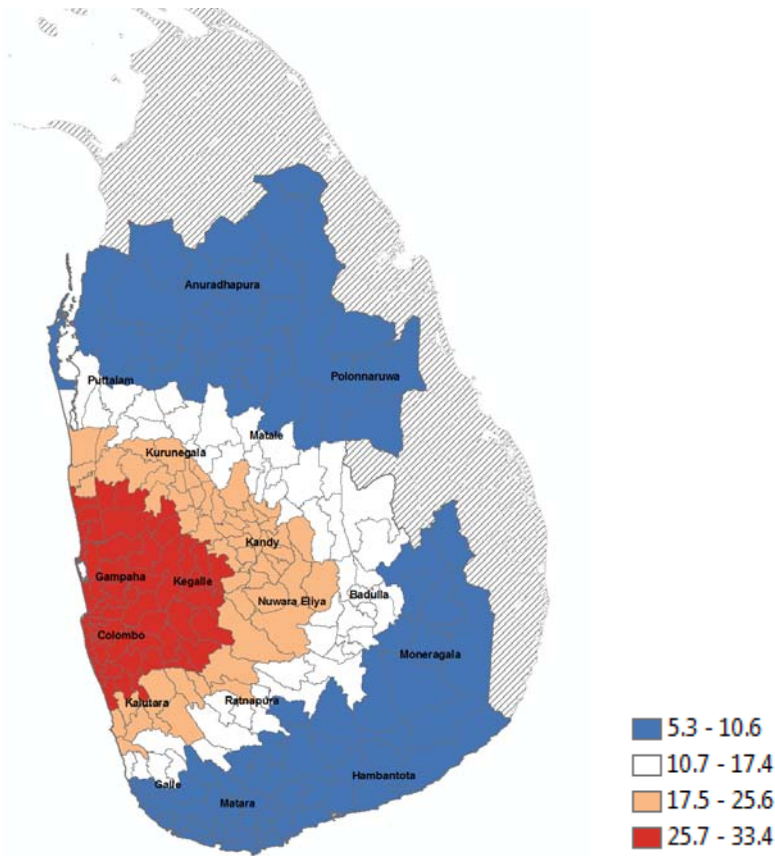 Anuradhapura
Polonnaruwa
Puttalam
Matale
Kurunegala
Kandy
Gampaha
Kegalle
Nuwara Eliya
Badulla
Colombo
Moneragala
Kalutara
Ratnapura
Hambantota
Galle
Matara
5.3 - 10.6
10.7 - 17.4
17.5 - 25.6
25.7 - 33.4